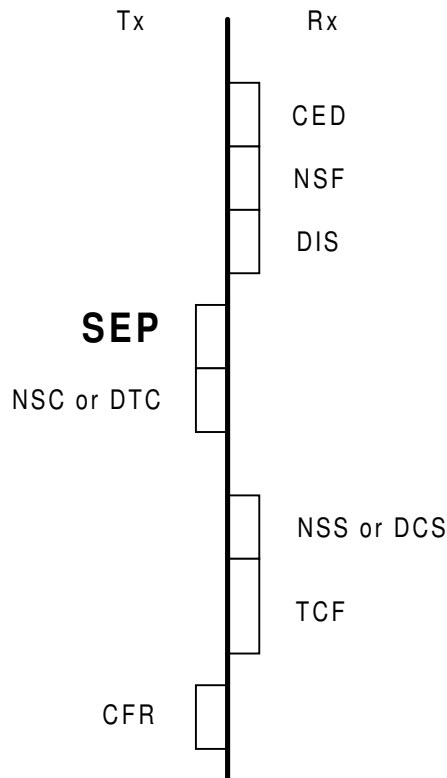 Tx Rx
CED
NSF
DIS
SEP
NSC or DTC
NSS or DCS
TCF
CFR